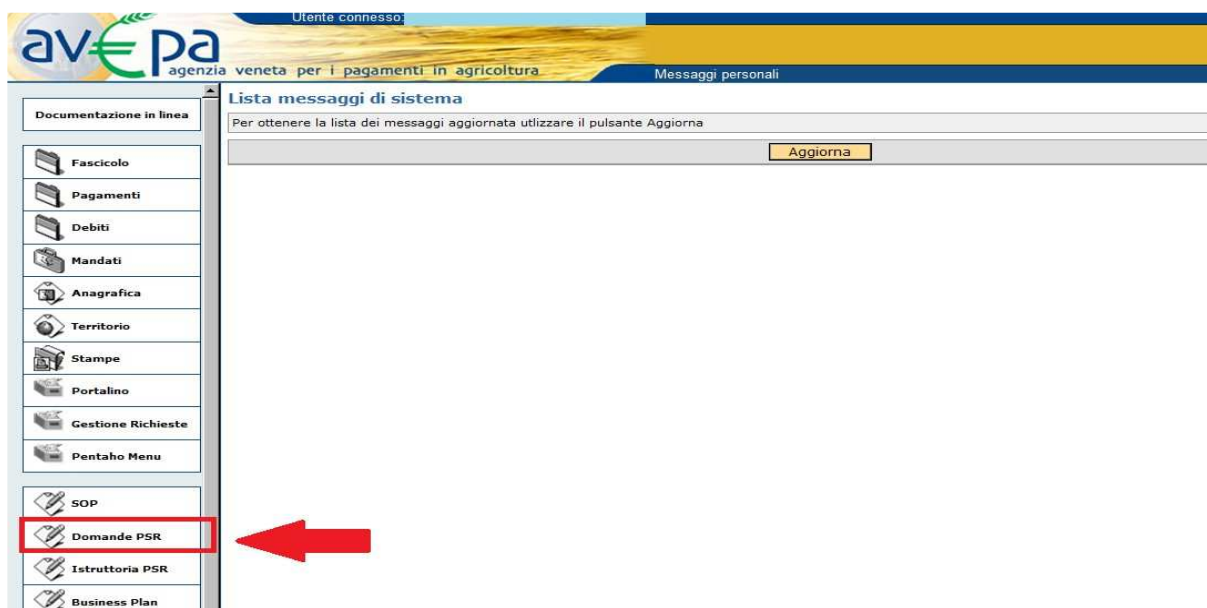 Utente connesso:
av€pa
agenzia veneta per i pagamenti in agricoltura
Messaggi personali
Documentazione in linea
Fascicolo
Pagamenti
Debiti
Mandati
Anagrafica
Territorio
Stampe
Portalino
Gestione Richieste
Pentaho Menu
SOP
Domande PSR
Istruttoria PSR
Business Plan
Lista messaggi di sistema
Per ottenere la lista dei messaggi aggiornata utlizzare il pulsante Aggiorna
Aggiorna